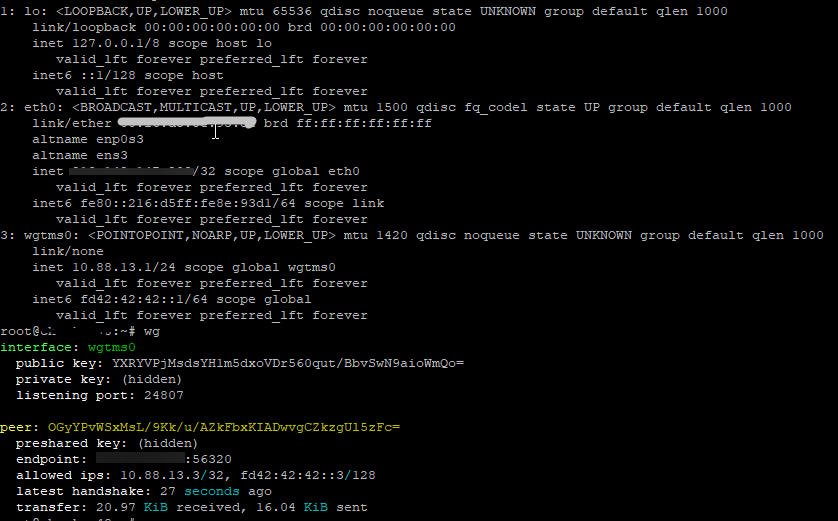 1: lo: <LOOPBACK,UP,LOWER_UP> mtu 65536 qdisc noqueue state UNKNOWN group default qlen 1000
link/loopback 00:00:00:00:00:00 brd 00:00:00:00:00:00
inet 127.0.0.1/8 scope host lo
valid_lft forever preferred_lft forever
inet6 ::1/128 scope host
valid_lft forever preferred_lft forever
2: eth0: <BROADCAST,MULTICAST,UP,LOWER_UP> mtu 1500 qdisc fq_codel state UP group default qlen 1000
link/ether brd ff:ff:ff:ff:ff:ff
altname enp0s3
altname ens3
inet /32 scope global eth0
valid_lft forever preferred_lft forever
inet6 fe80::216:d5ff:fe8e:93d1/64 scope link
valid_lft forever preferred_lft forever
3: wgtms0: <POINTOPOINT,NOARP,UP,LOWER_UP> mtu 1420 qdisc noqueue state UNKNOWN group default qlen 1000
link/none
inet 10.88.13.1/24 scope global wgtms0
valid_lft forever preferred_lft forever
inet6 fd42:42:42::1/64 scope global
valid_lft forever preferred_lft forever
:~# wg
interface: wgtms0
public key: YXRYVPjMsdsYH1m5dxoVDr560qut/BbvSwN9aioWmQo=
private key: (hidden)
listening port: 24807
peer: OGyYPvWSxMsL/9Kk/u/AZkFbxKIADwvgCZkzgUl5zFc=
preshared key: (hidden)
endpoint: :56320
allowed ips: 10.88.13.3/32, fd42:42:42::3/128
latest handshake: 27 seconds ago
transfer: 20.97 KiB received, 16.04 KiB sent